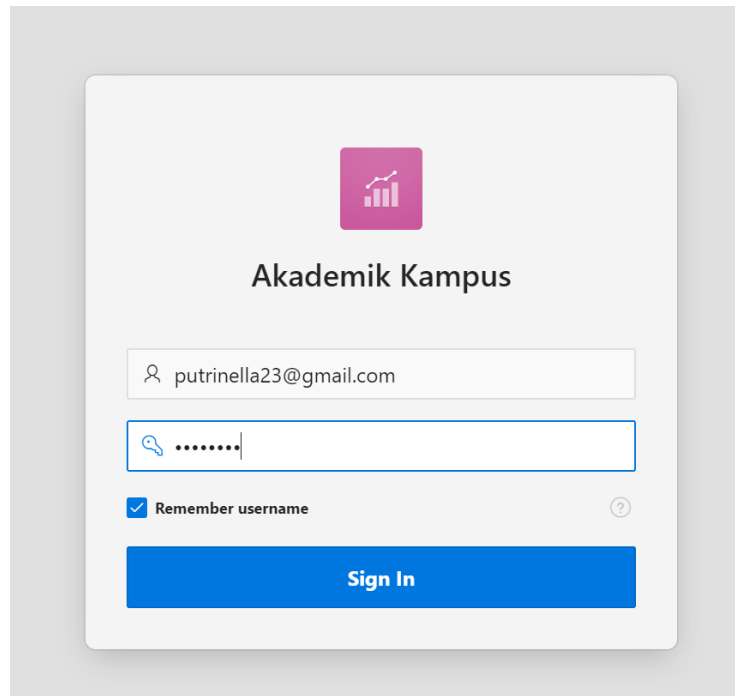 Akademik Kampus
putrinella23@gmail.com
••••••••
Remember username
?
Sign In